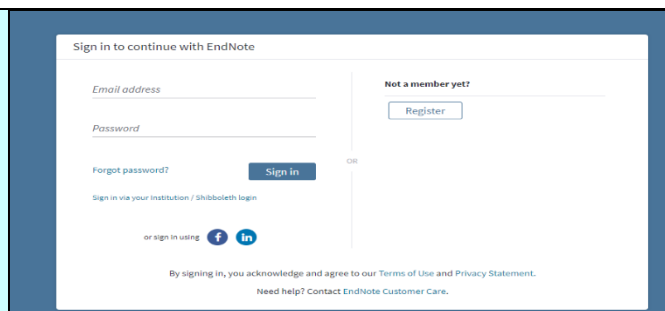 Sign in to continue with EndNote
Email address
Password
Forgot password?
Sign in
Sign in via your Institution / Shibboleth login
or sign in using f in
Not a member yet?
Register
OR
By signing in, you acknowledge and agree to our Terms of Use and Privacy Statement.
Need help? Contact EndNote Customer Care.